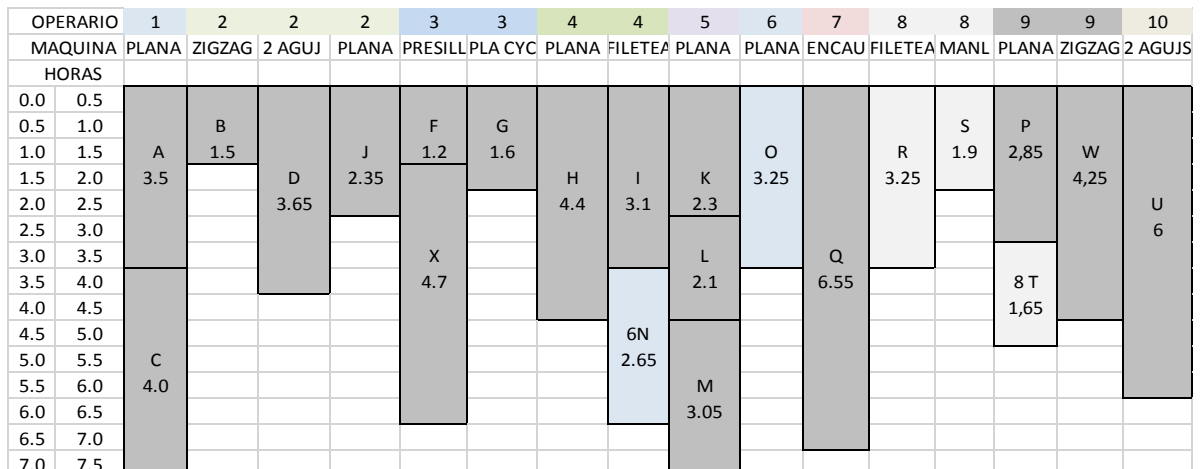 OPERARIO 1 2 2 2 3 3 4 4 5 6 7 8 8 9 9 10
MAQUINA PLANA ZIGZAG 2 AGUJ PLANA PRESILL PLA CYC PLANA FILETEA PLANA PLANA ENCAU FILETEA MANL PLANA ZIGZAG 2 AGUJS
HORAS
0.0 0.5
0.5 1.0 B F G S P
1.0 1.5 A 1.5 J 1.2 1.6 O R 1.9 2,85 W
1.5 2.0 3.5 D 2.35 H I K 3.25 3.25 4,25
2.0 2.5 3.65 4.4 3.1 2.3 U
2.5 3.0 6
3.0 3.5 X L Q
3.5 4.0 4.7 2.1 6.55 8 T
4.0 4.5 1,65
4.5 5.0 6N
5.0 5.5 C 2.65
5.5 6.0 4.0 M
6.0 6.5 3.05
6.5 7.0
7.0 7.5